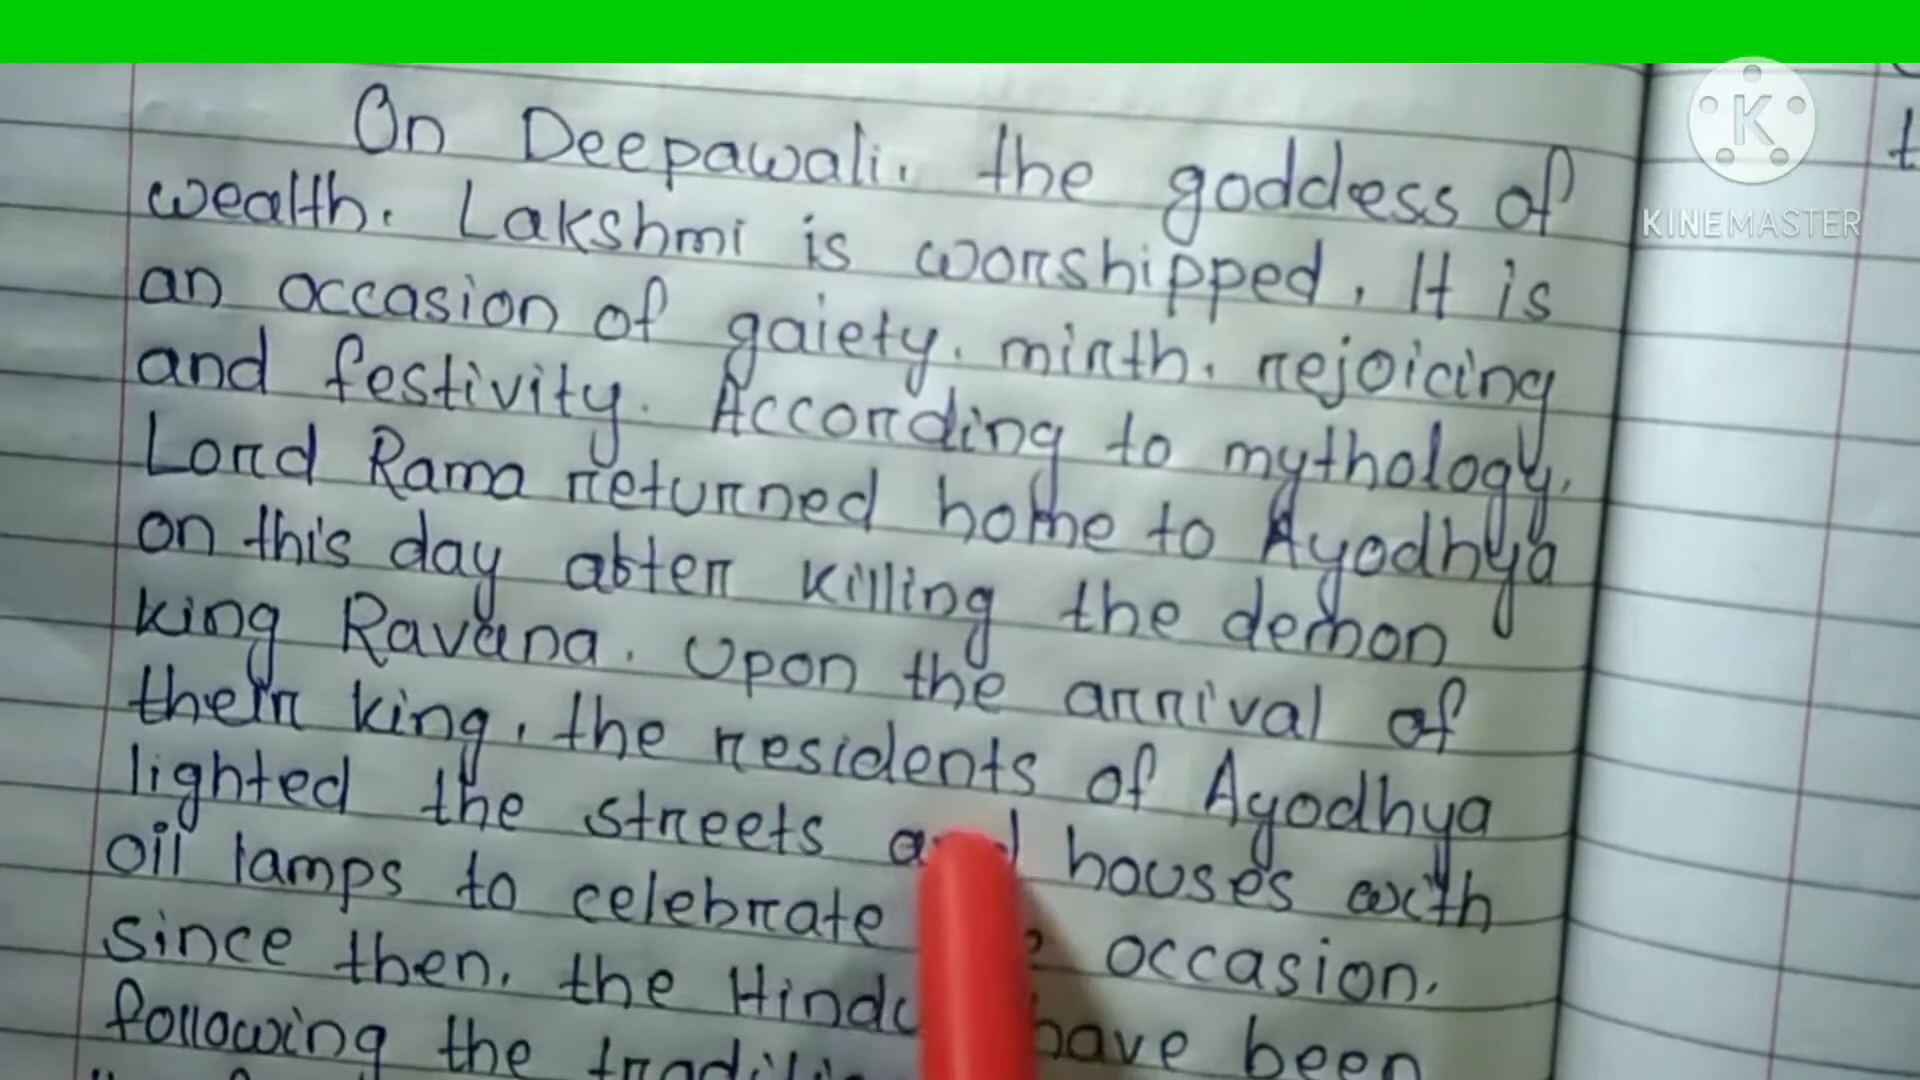 On Deepawali, the goddess of
wealth, Lakshmi is worshipped. It is
an occasion of gaiety, mirth, rejoicing
and festivity. According to mythology,
Lord Rama returned home to Ayodhya
on this day after killing the demon
king Ravana. Upon the arrival of
their king, the residents of Ayodhya
lighted the streets and houses with
oil lamps to celebrate occasion.
since then, the have been
following the
K
KINEMASTER